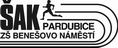 ŠAK
PARDUBICE
ZŠ BENEŠOVO NÁMĚSTÍ